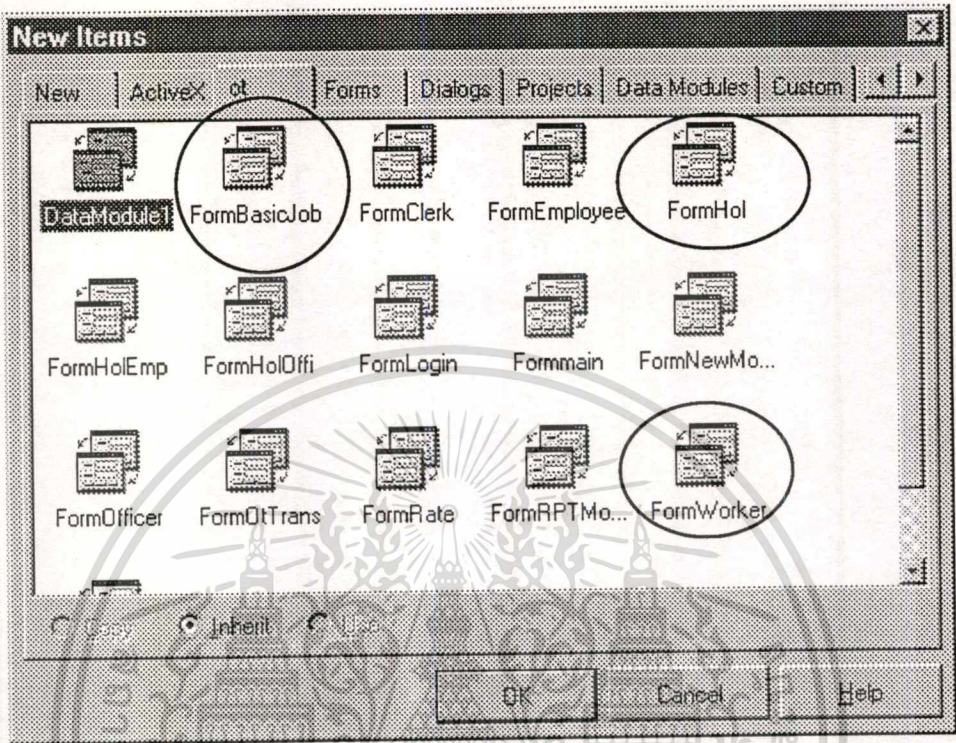 New Items
New ActiveX ot Forms Dialogs Projects Data Modules Custom
DataModule1 FormBasicJob FormClerk FormEmployee FormHol
FormHolEmp FormHolOffi FormLogin Formmain FormNewMo...
FormOfficer FormOtTrans FormRate FormRPTMo... FormWorker
Copy Inherit Use
OK Cancel Help